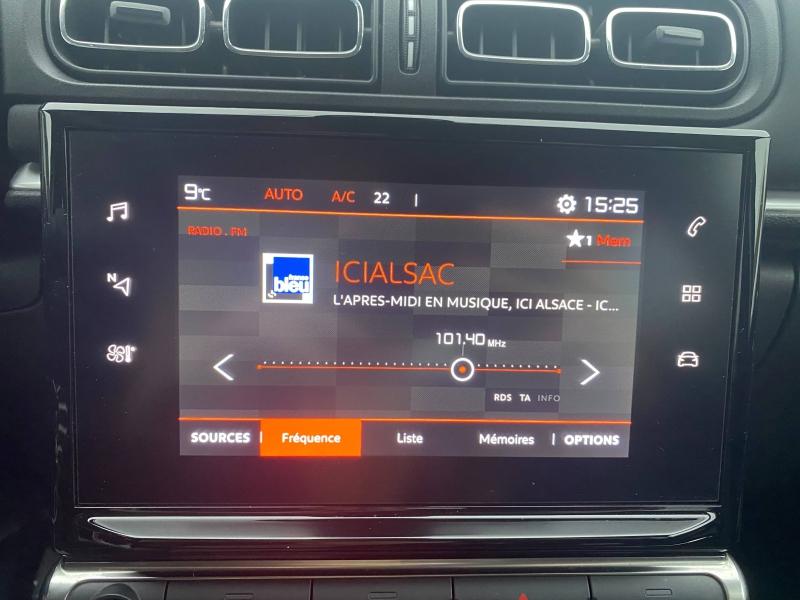 9°C AUTO A/C 22 | 15:25
RADIO . FM
★1 Mem
france
bleu
ICIALSAC
L'APRES-MIDI EN MUSIQUE, ICI ALSACE - IC...
101.40 MHz
N
RDS TA INFO
SOURCES | Fréquence Liste Mémoires | OPTIONS